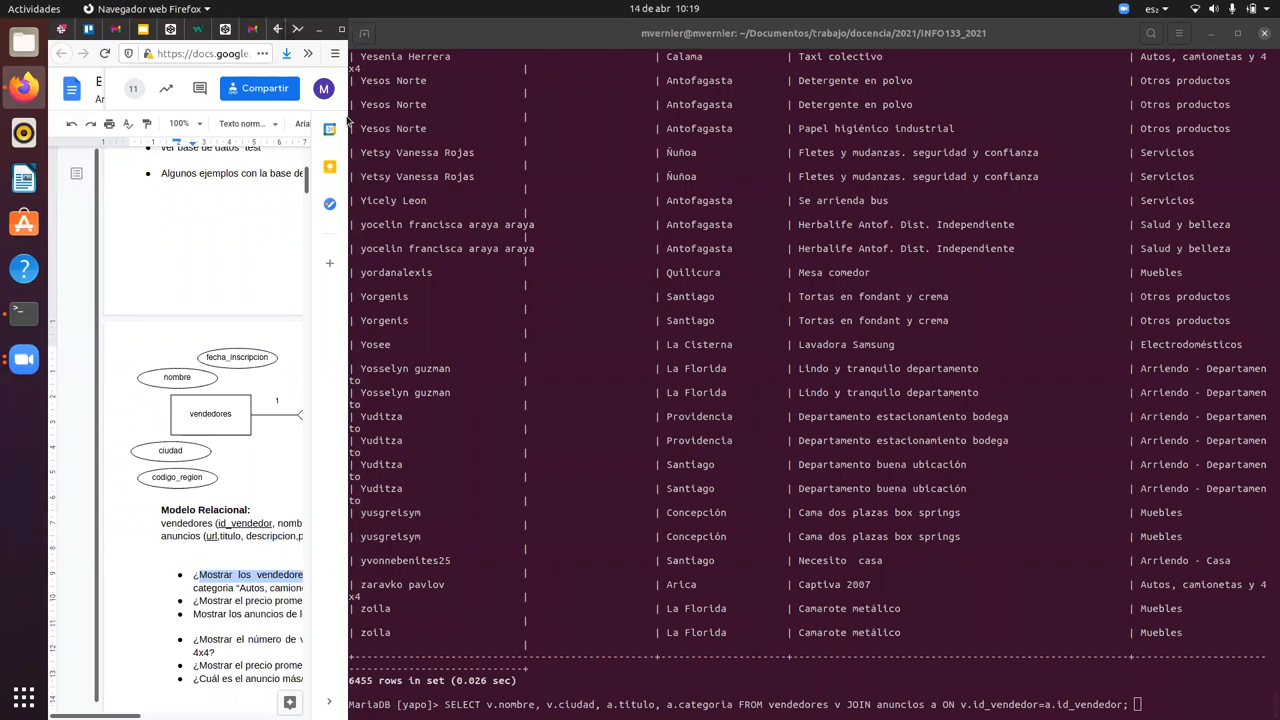 Actividades
Navegador web Firefox
14 de abr 10:19
mvernier: ~/Documentos/trabajo/docencia/2021/INFO133_2021
https://docs.google.
11
Compartir
M
100%
Texto norm...
Aria
ver base de datos "test"
Algunos ejemplos con la base de
fecha_inscripcion
nombre
1
vendedores
ciudad
codigo_region
Modelo Relacional:
vendedores (id_vendedor, nomb
anuncios (url,titulo, descripcion,p
¿Mostrar los vendedore
categoria "Autos, camion
¿Mostrar el precio prome
Mostrar los anuncios de l
¿Mostrar el número de v
4x4?
¿Mostrar el precio prome
¿Cuál es el anuncio más/
| Yesenia Herrera | Calama | Taxi colectivo | Autos, camionetas y 4
x4 |
| Yesos Norte | Antofagasta | Detergente en polvo | Otros productos
|
| Yesos Norte | Antofagasta | Detergente en polvo | Otros productos
|
| Yesos Norte | Antofagasta | Papel higiénico industrial | Otros productos
|
| Yetsy Vanessa Rojas | Ñuñoa | Fletes y mudanzas. seguridad y confianza | Servicios
|
| Yetsy Vanessa Rojas | Ñuñoa | Fletes y mudanzas. seguridad y confianza | Servicios
|
| Yicely Leon | Antofagasta | Se arrienda bus | Servicios
|
| yocelin francisca araya araya | Antofagasta | Herbalife Antof. Dist. Independiente | Salud y belleza
|
| yocelin francisca araya araya | Antofagasta | Herbalife Antof. Dist. Independiente | Salud y belleza
|
| yordanalexis | Quilicura | Mesa comedor | Muebles
|
| Yorgenis | Santiago | Tortas en fondant y crema | Otros productos
|
| Yorgenis | Santiago | Tortas en fondant y crema | Otros productos
|
| Yosee | La Cisterna | Lavadora Samsung | Electrodomésticos
|
| Yosselyn guzman | La Florida | Lindo y tranquilo departamento | Arriendo - Departamen
to |
| Yosselyn guzman | La Florida | Lindo y tranquilo departamento | Arriendo - Departamen
to |
| Yuditza | Providencia | Departamento estacionamiento bodega | Arriendo - Departamen
to |
| Yuditza | Providencia | Departamento estacionamiento bodega | Arriendo - Departamen
to |
| Yuditza | Santiago | Departamento buena ubicación | Arriendo - Departamen
to |
| Yuditza | Santiago | Departamento buena ubicación | Arriendo - Departamen
to |
| yusgreisym | Concepción | Cama dos plazas box springs | Muebles
|
| yusgreisym | Concepción | Cama dos plazas box springs | Muebles
|
| yvonnebenites25 | Santiago | Necesito casa | Arriendo - Casa
|
| zaravko pavlov | Arica | Captiva 2007 | Autos, camionetas y 4
x4 |
| zoila | La Florida | Camarote metálico | Muebles
|
| zoila | La Florida | Camarote metálico | Muebles
|
6455 rows in set (0.026 sec)
MariaDB [yapo]> SELECT v.nombre, v.ciudad, a.titulo, a.categoria FROM vendedores v JOIN anuncios a ON v.id_vendedor=a.id_vendedor;